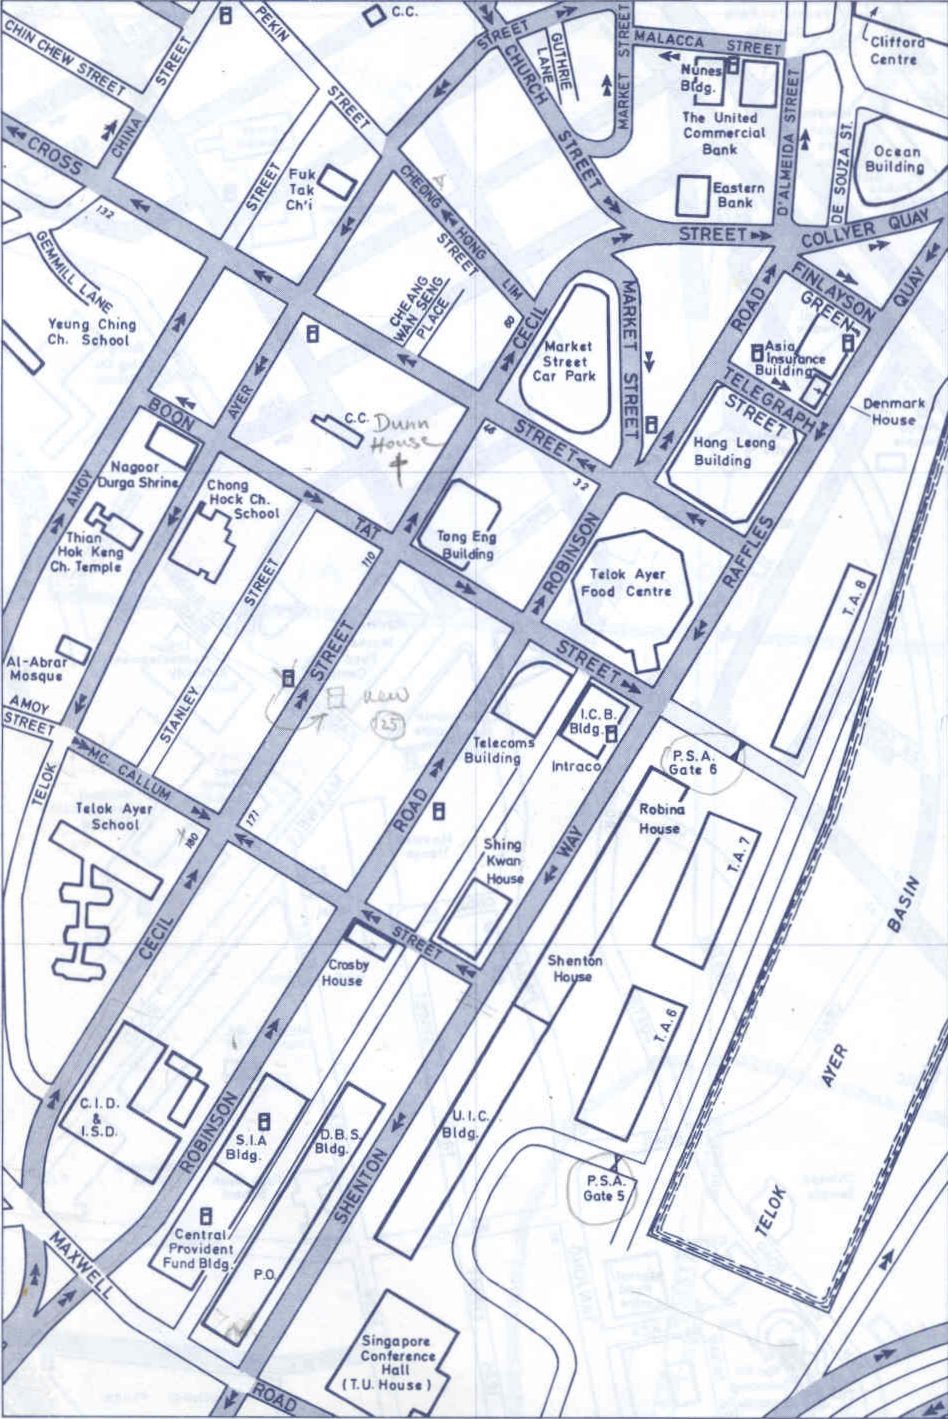 CHIN CHEW STREET
STREET
PEKIN
STREET
C.C.
STREET
CHURCH
STREET
GUTHRIE
LANE
MARKET STREET
MALACCA STREET
Nunes
Bldg.
The United
Commercial
Bank
Clifford
Centre
Ocean
Building
DE SOUZA ST.
D'ALMEIDA STREET
CROSS
CHINA
132
STREET
Fuk
Tak
Ch'i
Eastern
Bank
STREET
COLLYER QUAY
GEMMILL LANE
CHEONG HONG
STREET
LIM
CHEANG
WAN SENG
PLACE
60
CECIL
MARKET STREET
ROAD
FINLAYSON
GREEN
QUAY
Yeung Ching
Ch. School
Market
Street
Car Park
Asia
Insurance
Building
TELEGRAPH
STREET
Denmark
House
BOON
AYER
C.C.
Dunn
House
STREET
32
Hong Leong
Building
AMOY
Nagoor
Durga Shrine
Chong
Hock Ch.
School
TAT
110
Tong Eng
Building
ROBINSON
Telok Ayer
Food Centre
RAFFLES
Thian
Hok Keng
Ch. Temple
STREET
STREET
STREET
T.A. 8
Al-Abrar
Mosque
AMOY
STREET
STANLEY
new
125
Telecoms
Building
I.C.B.
Bldg.
Intraco
P.S.A.
Gate 6
MC. CALLUM
TELOK
Telok Ayer
School
180
171
ROAD
WAY
Robina
House
T.A. 7
Shing
Kwan
House
BASIN
CECIL
STREET
Crosby
House
Shenton
House
T.A. 6
AYER
C.I.D.
&
I.S.D.
ROBINSON
S.I.A
Bldg.
D.B.S.
Bldg.
SHENTON
U.I.C.
Bldg.
P.S.A.
Gate 5
TELOK
MAXWELL
Central
Provident
Fund Bldg.
P.O.
Singapore
Conference
Hall
(T.U. House)
ROAD